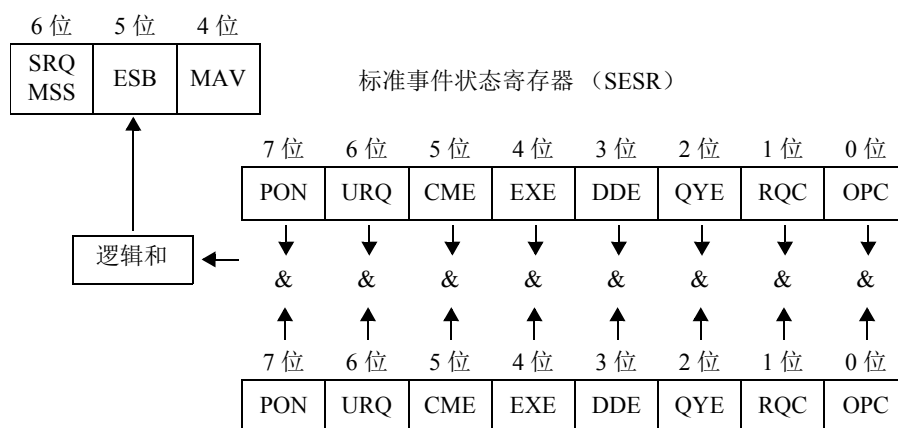 6 位 5 位 4 位
SRQ
MSS
ESB
MAV
标准事件状态寄存器 （SESR）
7 位 6 位 5 位 4 位 3 位 2 位 1 位 0 位
PON URQ CME EXE DDE QYE RQC OPC
逻辑和
& & & & & & & &
7 位 6 位 5 位 4 位 3 位 2 位 1 位 0 位
PON URQ CME EXE DDE QYE RQC OPC